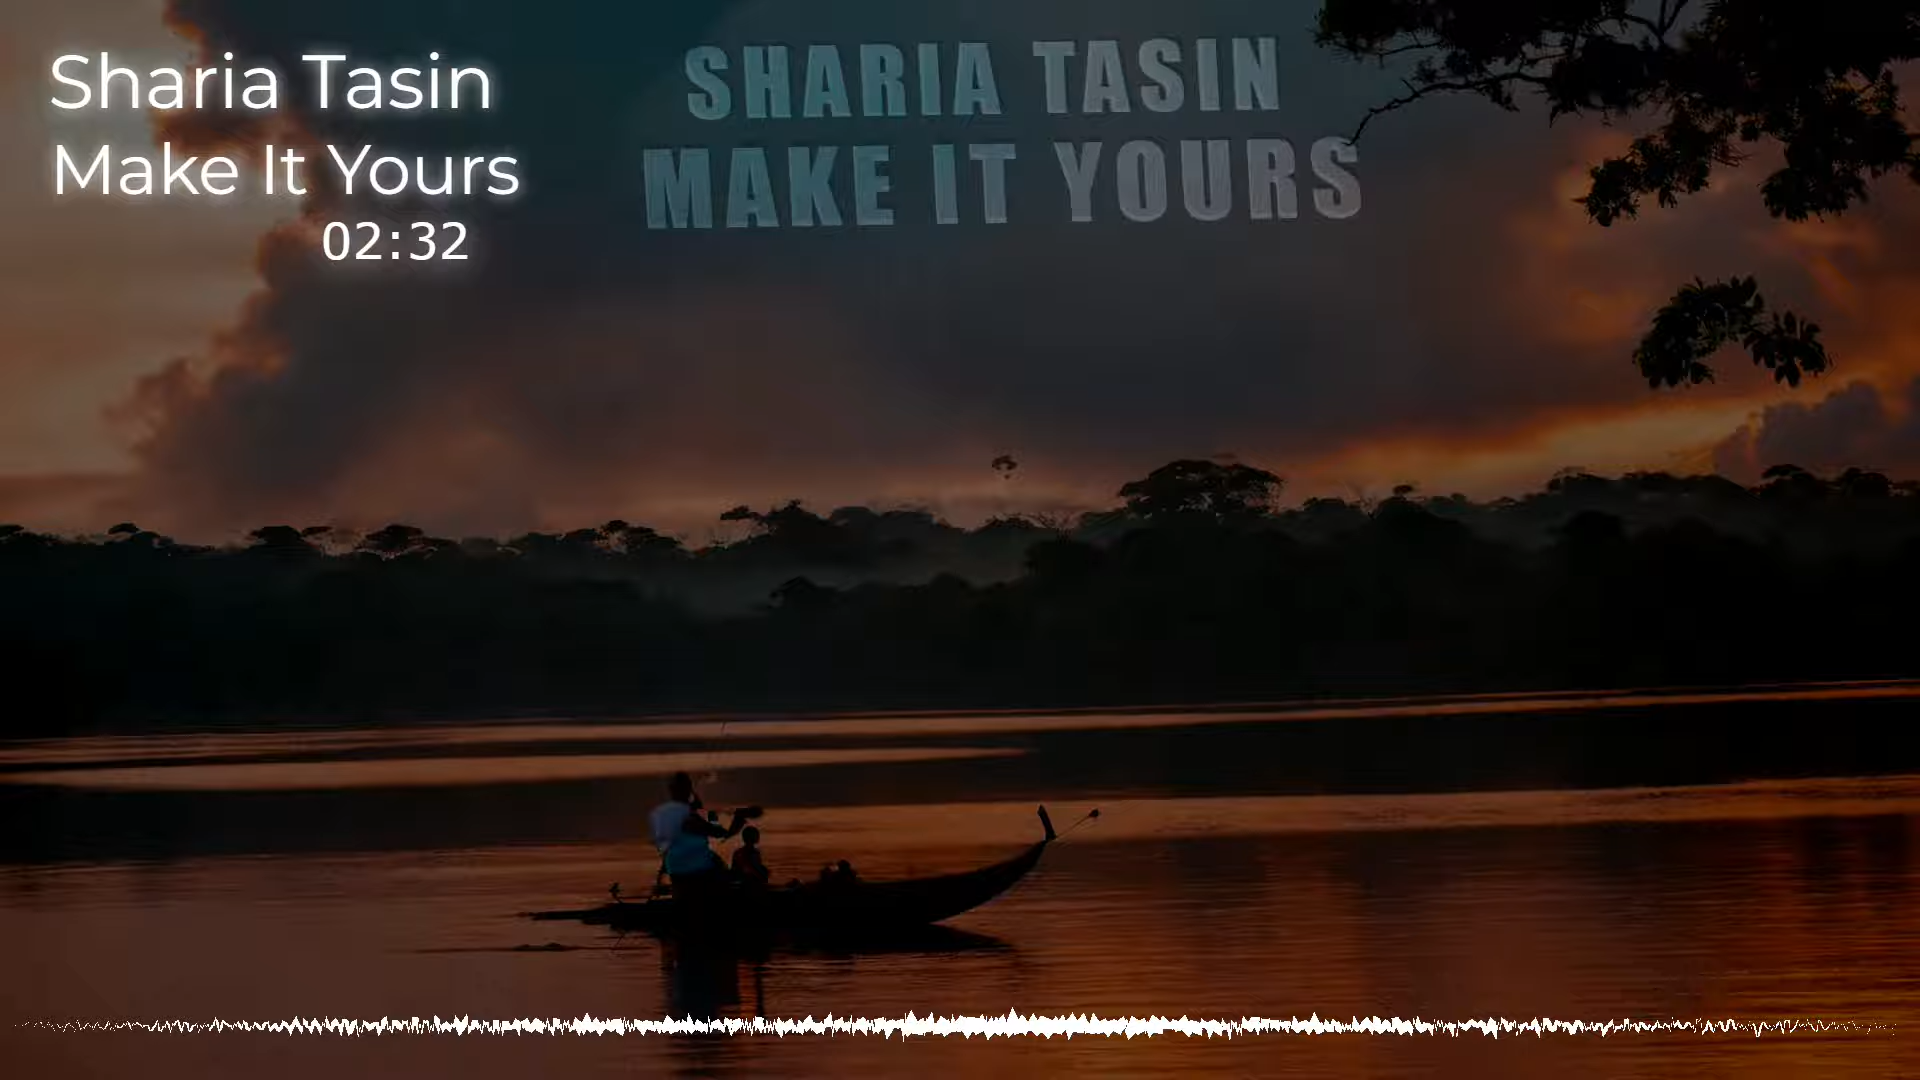 Sharia Tasin
Make It Yours
02:32
SHARIA TASIN
MAKE IT YOURS